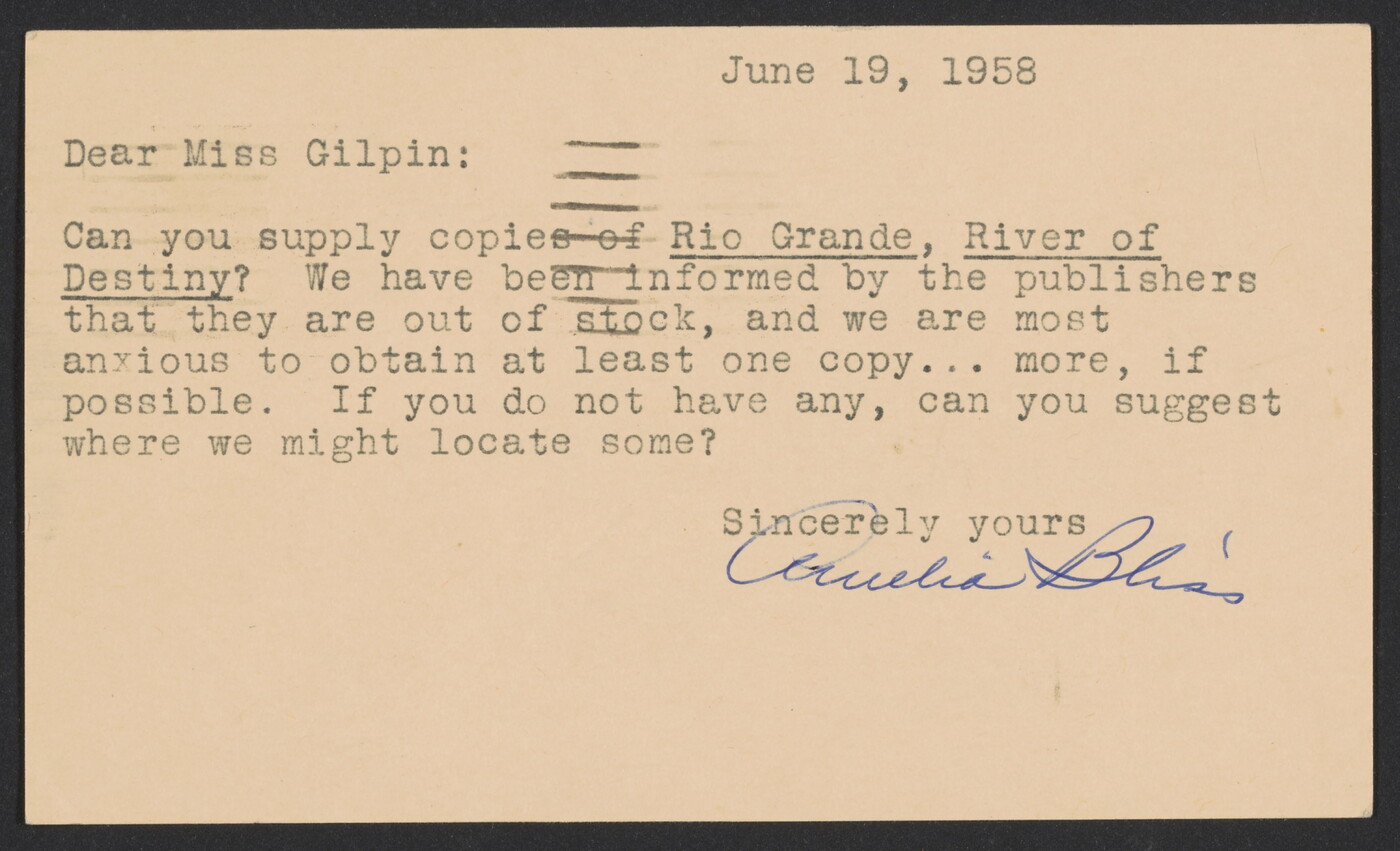 June 19, 1958
Dear Miss Gilpin:
Can you supply copies of Rio Grande, River of
Destiny? We have been informed by the publishers
that they are out of stock, and we are most
anxious to obtain at least one copy... more, if
possible. If you do not have any, can you suggest
where we might locate some?
Sincerely yours
Amelia Bliss